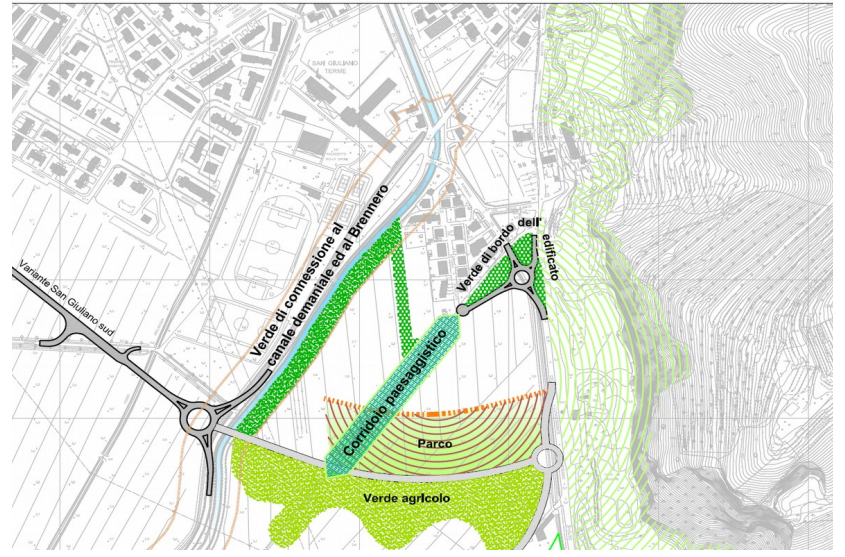 SAN GIULIANO
TERME
Verde di connessione al
canale demaniale ed al Brennero
Verde di bordo dell' edificato
Variante San Giuliano sud
Corridoio paesaggistico
Parco
Verde agricolo